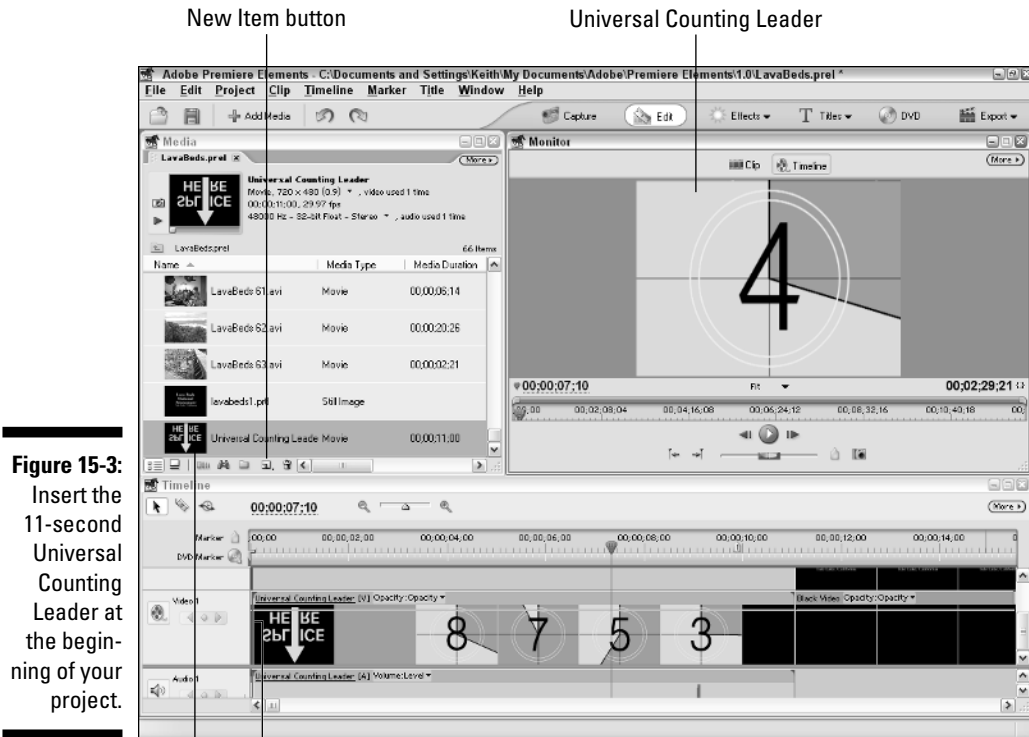 New Item button
Universal Counting Leader
Adobe Premiere Elements - C:\Documents and Settings\Keith\My Documents\Adobe\Premiere Elements\1.0\LavaBeds.prel *
File Edit Project Clip Timeline Marker Title Window Help
Add Media
Capture
Edit
Effects
Titles
DVD
Export
Media
LavaBeds.prel
More
Universal Counting Leader
Movie, 720 x 480 (0.9) , video used 1 time
00;00;11;00, 29.97 fps
48000 Hz - 32-bit Float - Stereo , audio used 1 time
HERE
SPLICE
LavaBeds.prel
66 Items
Name
Media Type
Media Duration
LavaBeds 61.avi Movie 00;00;05;14
LavaBeds 62.avi Movie 00;00;20;26
LavaBeds 63.avi Movie 00;00;02;21
lavabeds1.prtl Still Image
HERE
SPLICE
Universal Counting Leade Movie 00;00;11;00
Monitor
Clip
Timeline
More
4
00;00;07;10
Fit
00;02;29;21
00;00 00;02;08;04 00;04;16;08 00;06;24;12 00;08;32;16 00;10;40;18 00;
Timeline
00;00;07;10
More
Marker
DVD Marker
00;00 00;00;02;00 00;00;04;00 00;00;06;00 00;00;08;00 00;00;10;00 00;00;12;00 00;00;14;00 0
Video 1
Universal Counting Leader [V] Opacity:Opacity
Black Video Opacity:Opacity
HERE
SPLICE
8
7
5
3
Audio 1
Universal Counting Leader [A] Volume:Level
Figure 15-3:
Insert the
11-second
Universal
Counting
Leader at
the begin-
ning of your
project.